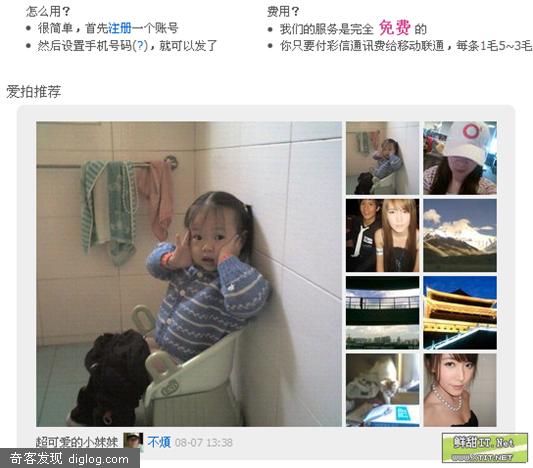 怎么用？
费用？
• 很简单，首先注册一个账号
• 我们的服务是完全 免费 的
• 然后设置手机号码(?)，就可以发了
• 你只要付彩信通讯费给移动联通，每条1毛5~3毛
爱拍推荐
超可爱的小妹妹 不煩 08-07 13:38
鲜甜IT.Net
WWW.XTIT.NET
奇客发现 diglog.com